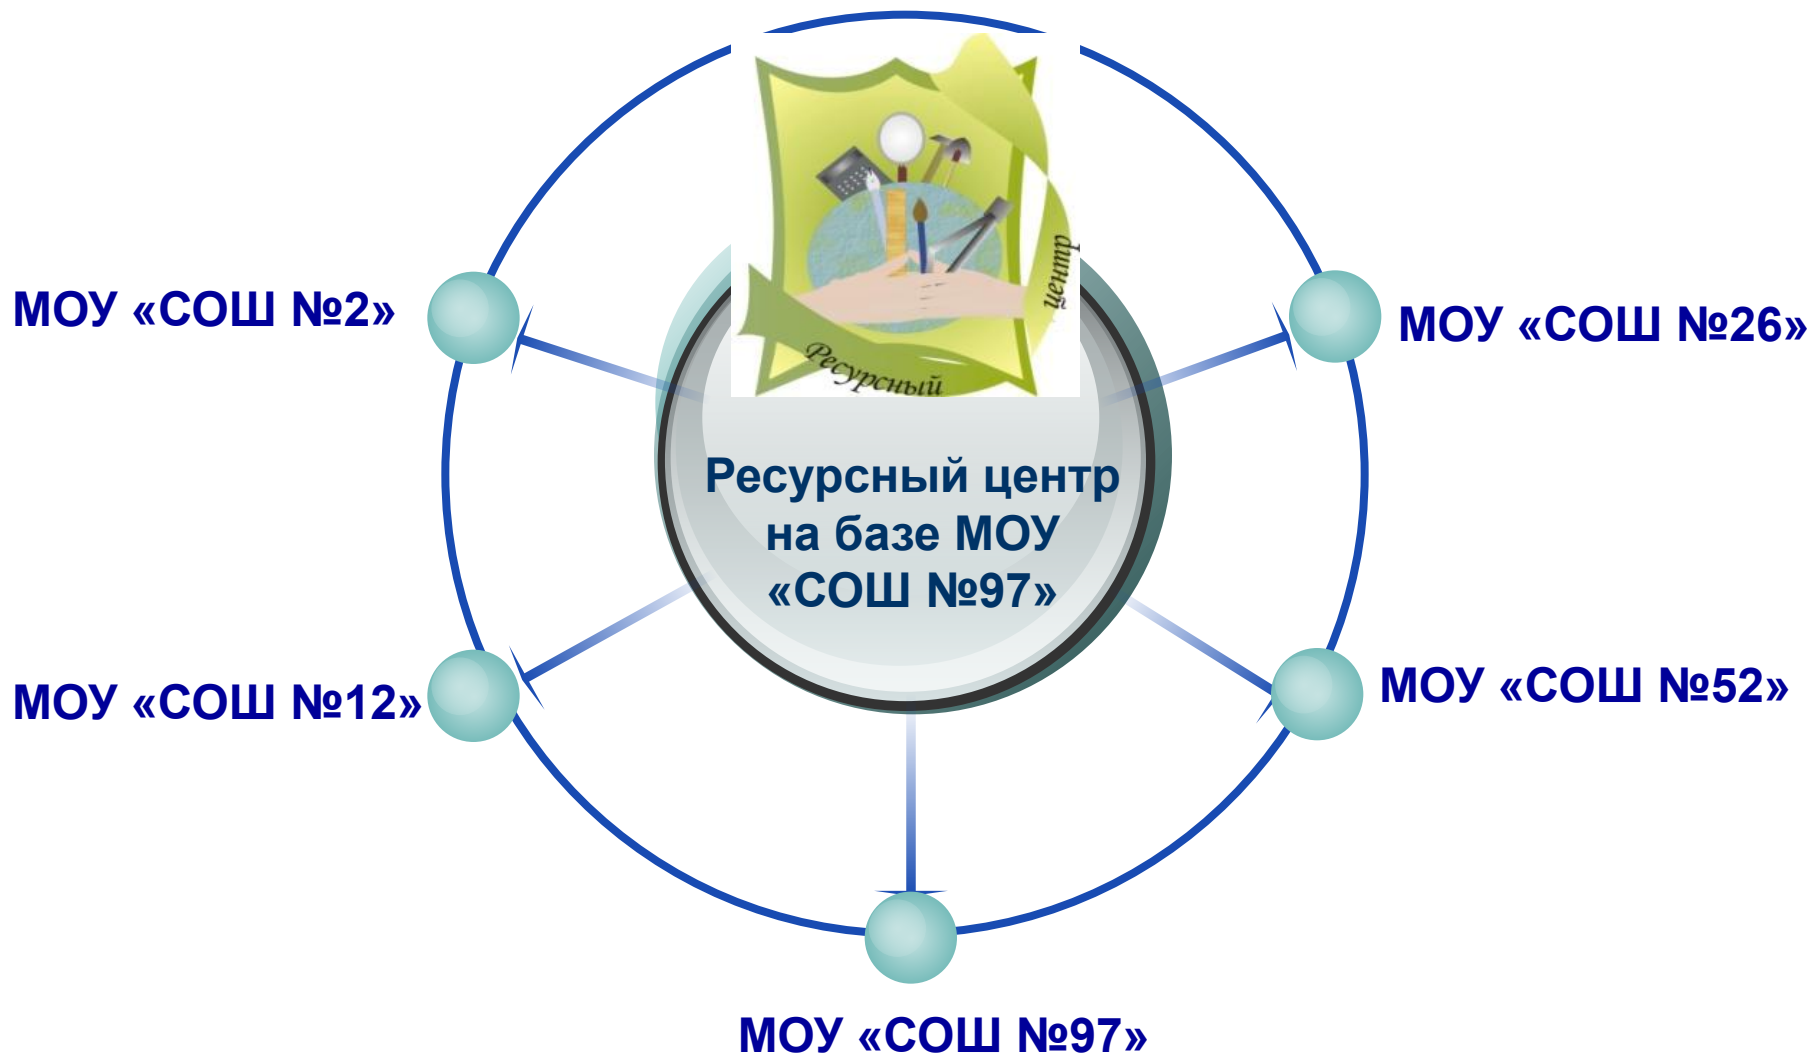 центр
Ресурсный
МОУ «СОШ №2»
МОУ «СОШ №26»
Ресурсный центр
на базе МОУ
«СОШ №97»
МОУ «СОШ №12»
МОУ «СОШ №52»
МОУ «СОШ №97»